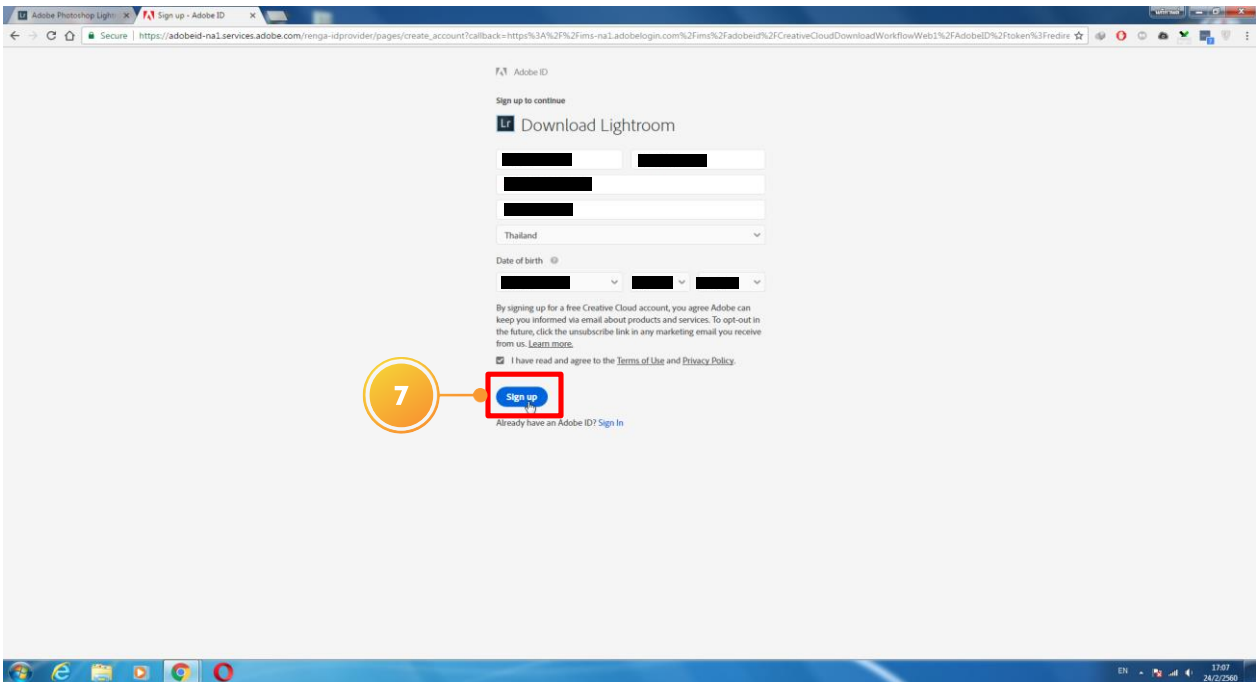 Adobe Photoshop Light
Sign up - Adobe ID
Secure | https://adobeid-na1.services.adobe.com/renga-idprovider/pages/create_account?callback=https%3A%2F%2Fims-na1.adobelogin.com%2Fims%2Fadobeid%2FCreativeCloudDownloadWorkflowWeb1%2FAdobeID%2Ftoken%3Fredire
Adobe ID
Sign up to continue
Lr Download Lightroom
Thailand
Date of birth
By signing up for a free Creative Cloud account, you agree Adobe can
keep you informed via email about products and services. To opt-out in
the future, click the unsubscribe link in any marketing email you receive
from us. Learn more.
I have read and agree to the Terms of Use and Privacy Policy.
7
Sign up
Already have an Adobe ID? Sign In
EN
17:07
24/2/2560